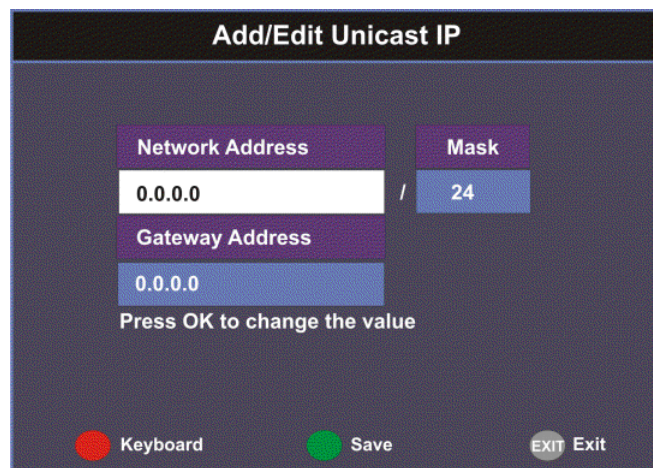 Add/Edit Unicast IP
Network Address Mask
0.0.0.0 / 24
Gateway Address
0.0.0.0
Press OK to change the value
Keyboard Save EXIT Exit